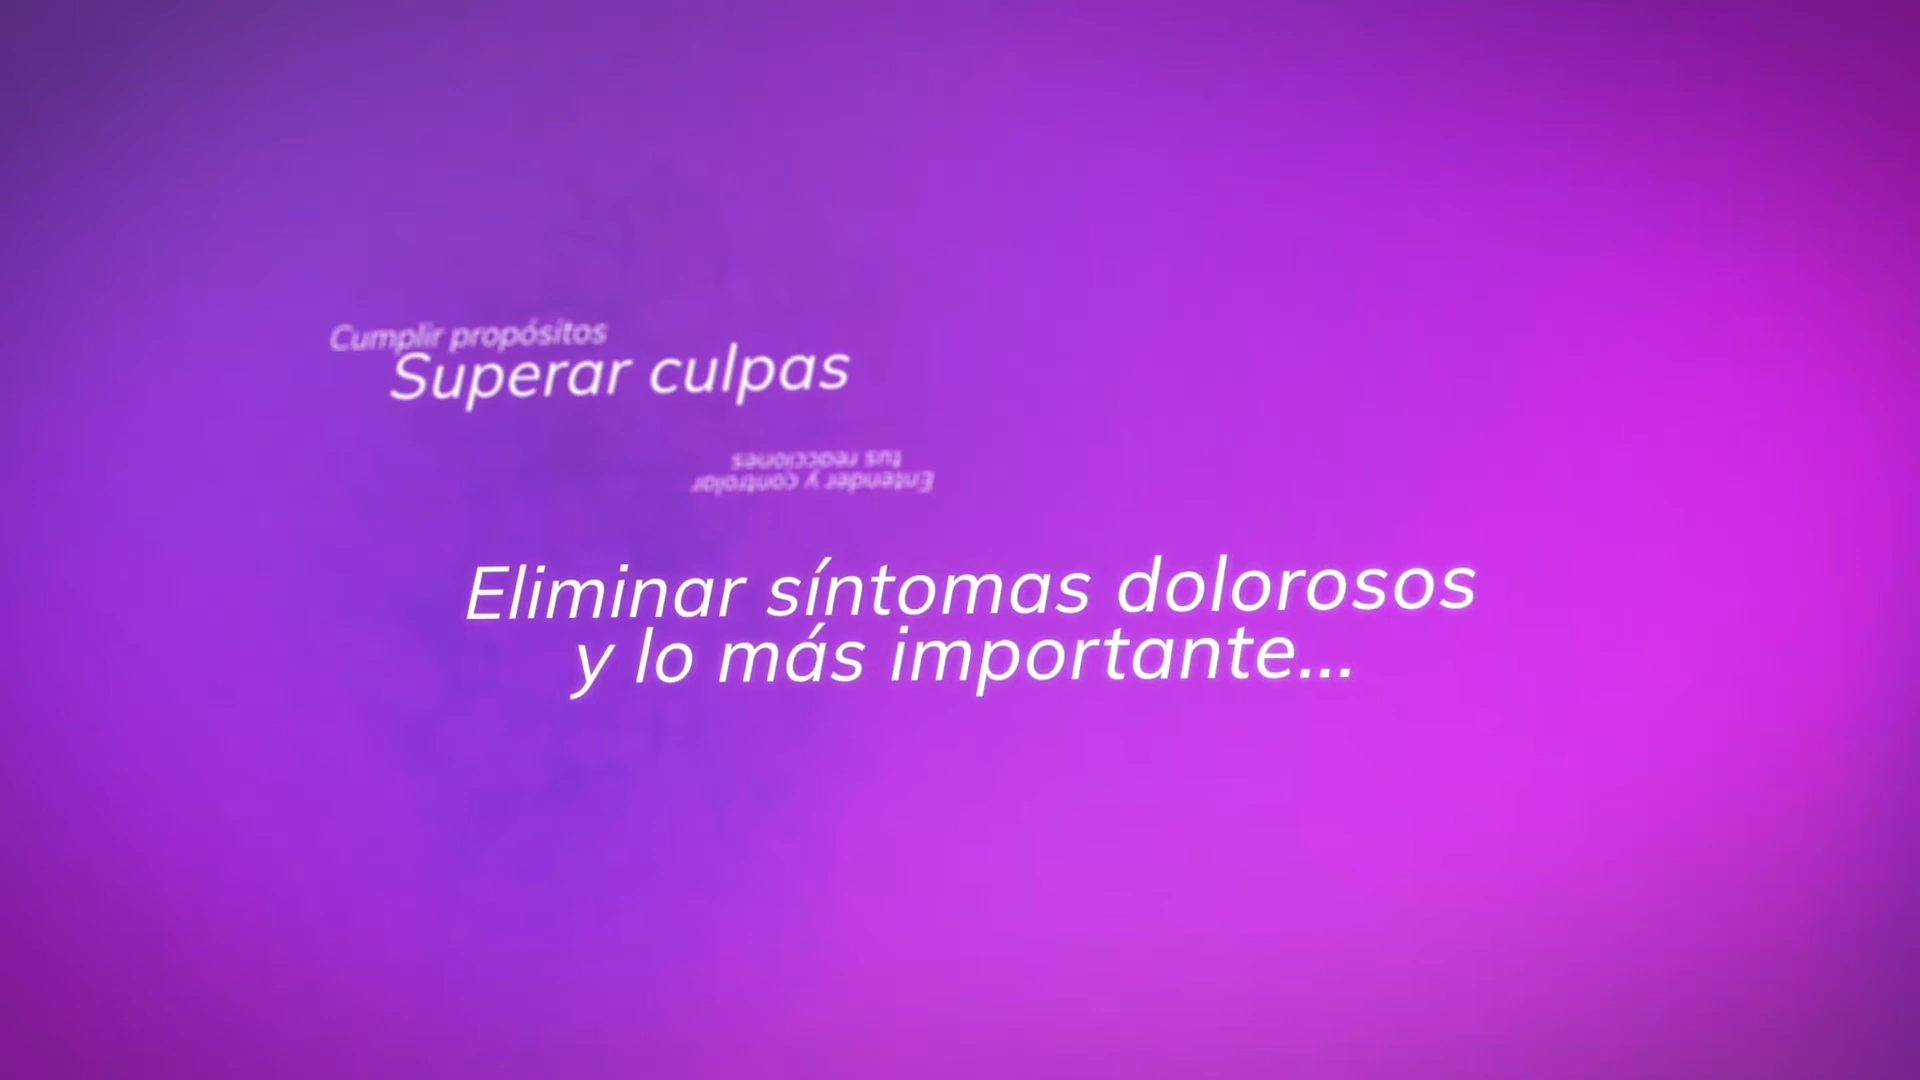 Cumplir propósitos
Superar culpas
Entender y controlar
tus reacciones
Eliminar síntomas dolorosos
y lo más importante...